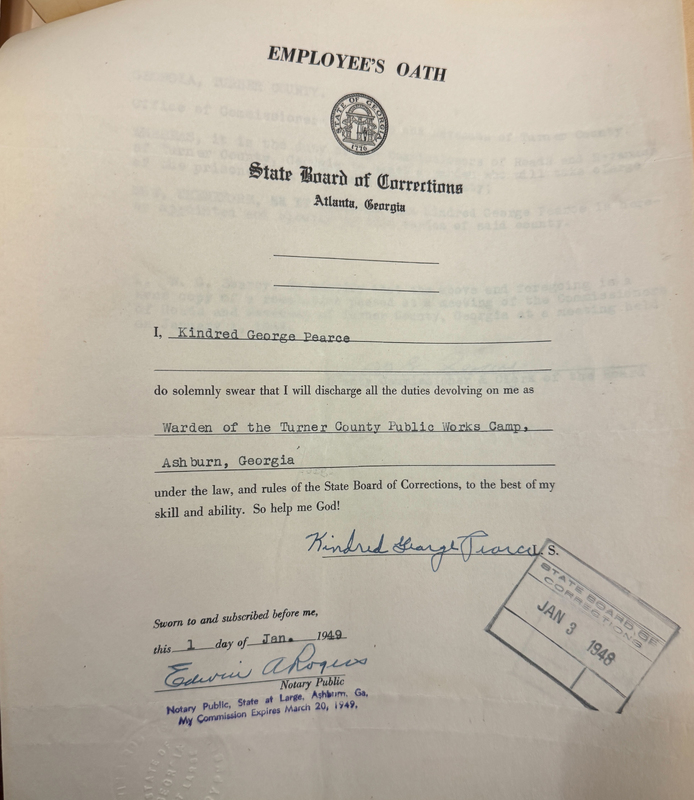 EMPLOYEE'S OATH
STATE OF GEORGIA
1776
State Board of Corrections
Atlanta, Georgia
I, Kindred George Pearce
do solemnly swear that I will discharge all the duties devolving on me as
Warden of the Turner County Public Works Camp,
Ashburn, Georgia
under the law, and rules of the State Board of Corrections, to the best of my
skill and ability. So help me God!
Kindred George Pearce L. S.
STATE BOARD OF
CORRECTIONS
JAN 3 1948
Sworn to and subscribed before me,
this 1 day of Jan. 1949
Edwin A Rogers
Notary Public
Notary Public, State at Large, Ashburn, Ga.
My Commission Expires March 20, 1949.